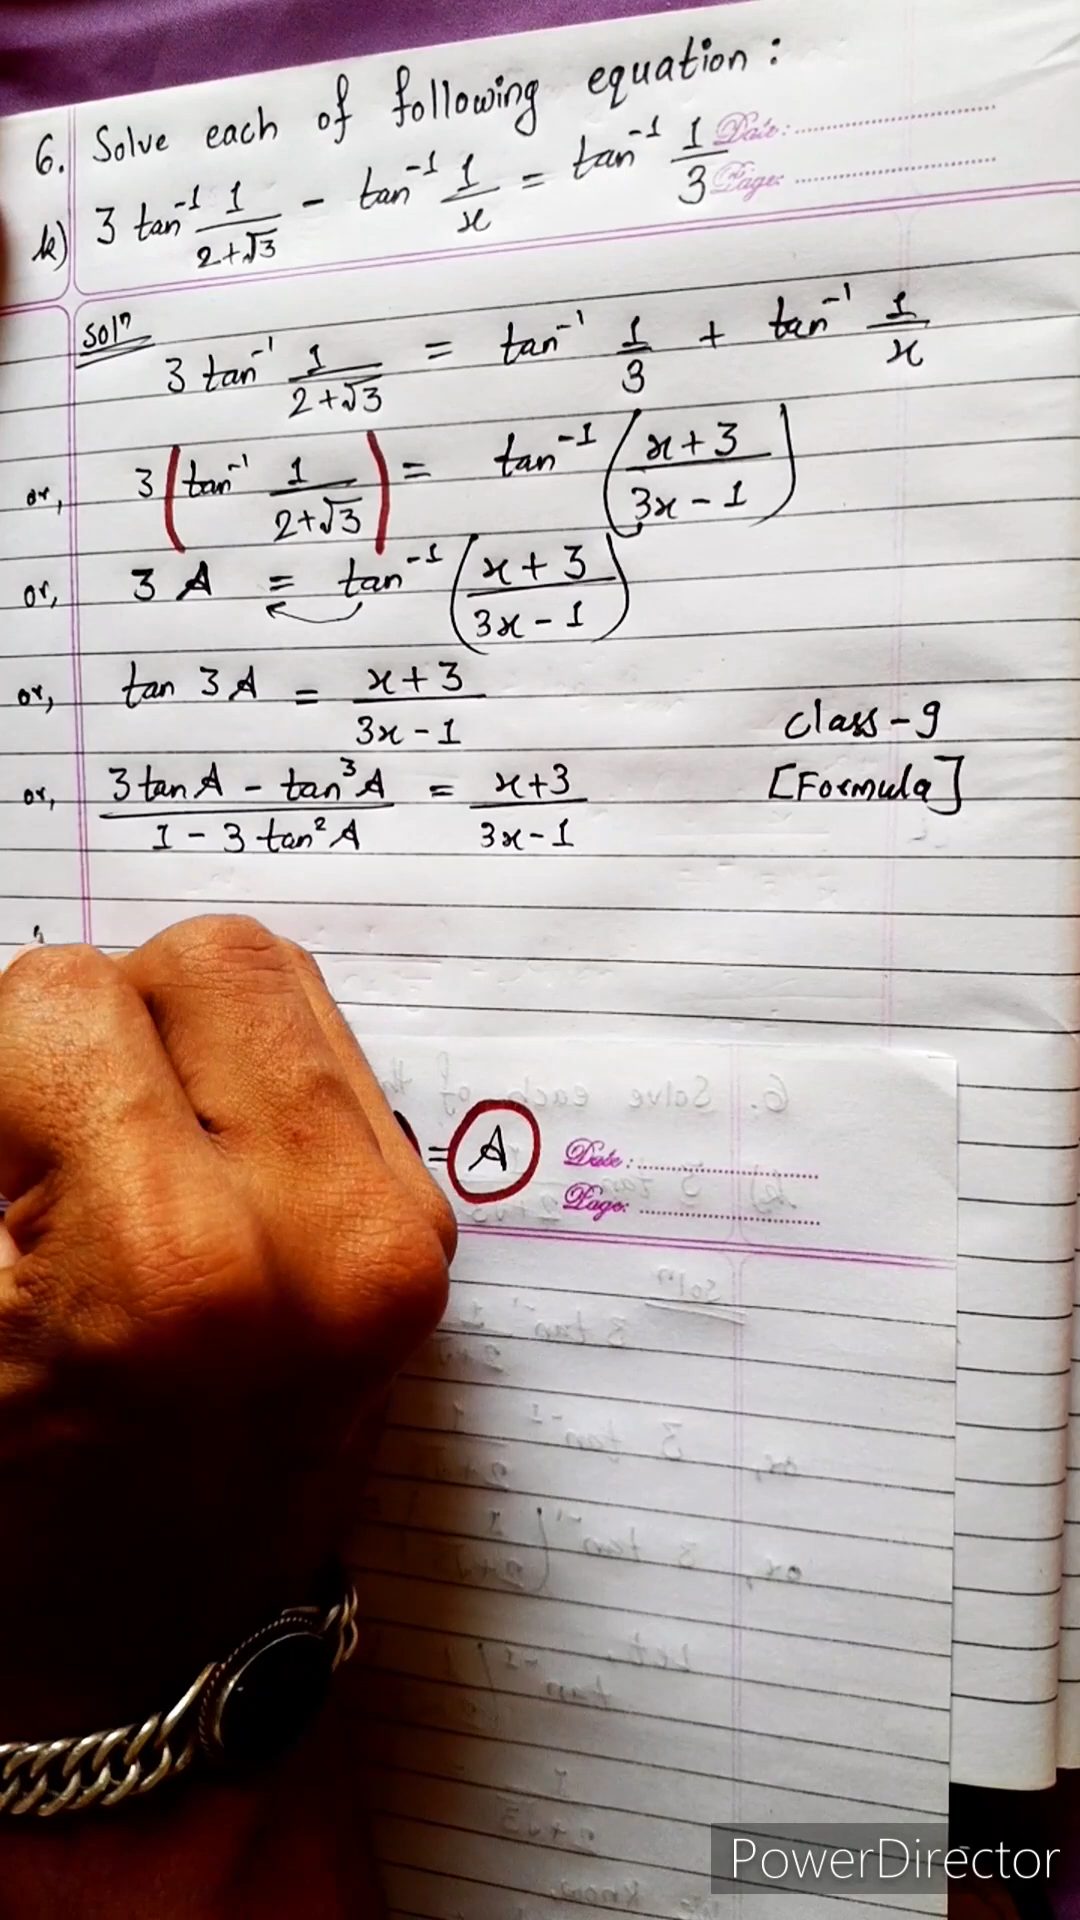 6. Solve each of following equation :
Date: ..........
k) 3 tan⁻¹ 1/(2+√3) - tan⁻¹ 1/x = tan⁻¹ 1/3
Page: ..........
Solⁿ
3 tan⁻¹ 1/(2+√3) = tan⁻¹ 1/3 + tan⁻¹ 1/x
or, 3 (tan⁻¹ 1/(2+√3)) = tan⁻¹ ((x+3)/(3x-1))
or, 3 A = tan⁻¹ ((x+3)/(3x-1))
or, tan 3A = (x+3)/(3x-1)
class-9
or, (3 tan A - tan³ A)/(1 - 3 tan² A) = (x+3)/(3x-1) [Formula]
= A
Date: ..........
Page: ..........
PowerDirector